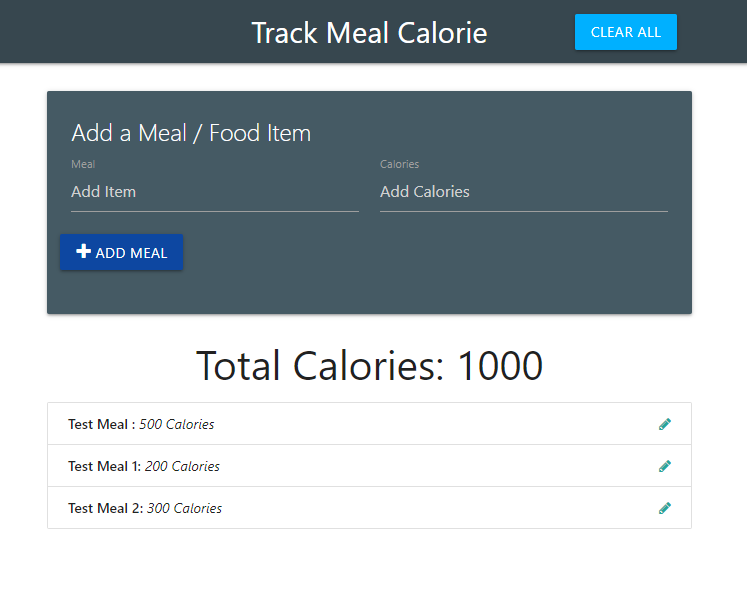 Track Meal Calorie
CLEAR ALL
Add a Meal / Food Item
Meal
Calories
Add Item
Add Calories
ADD MEAL
Total Calories: 1000
Test Meal : 500 Calories
Test Meal 1: 200 Calories
Test Meal 2: 300 Calories